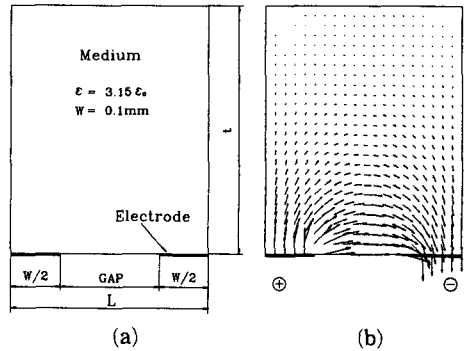 Medium
ε = 3.15 ε₀
W = 0.1mm
t
Electrode
W/2
GAP
W/2
L
(a)
⊕
⊖
(b)